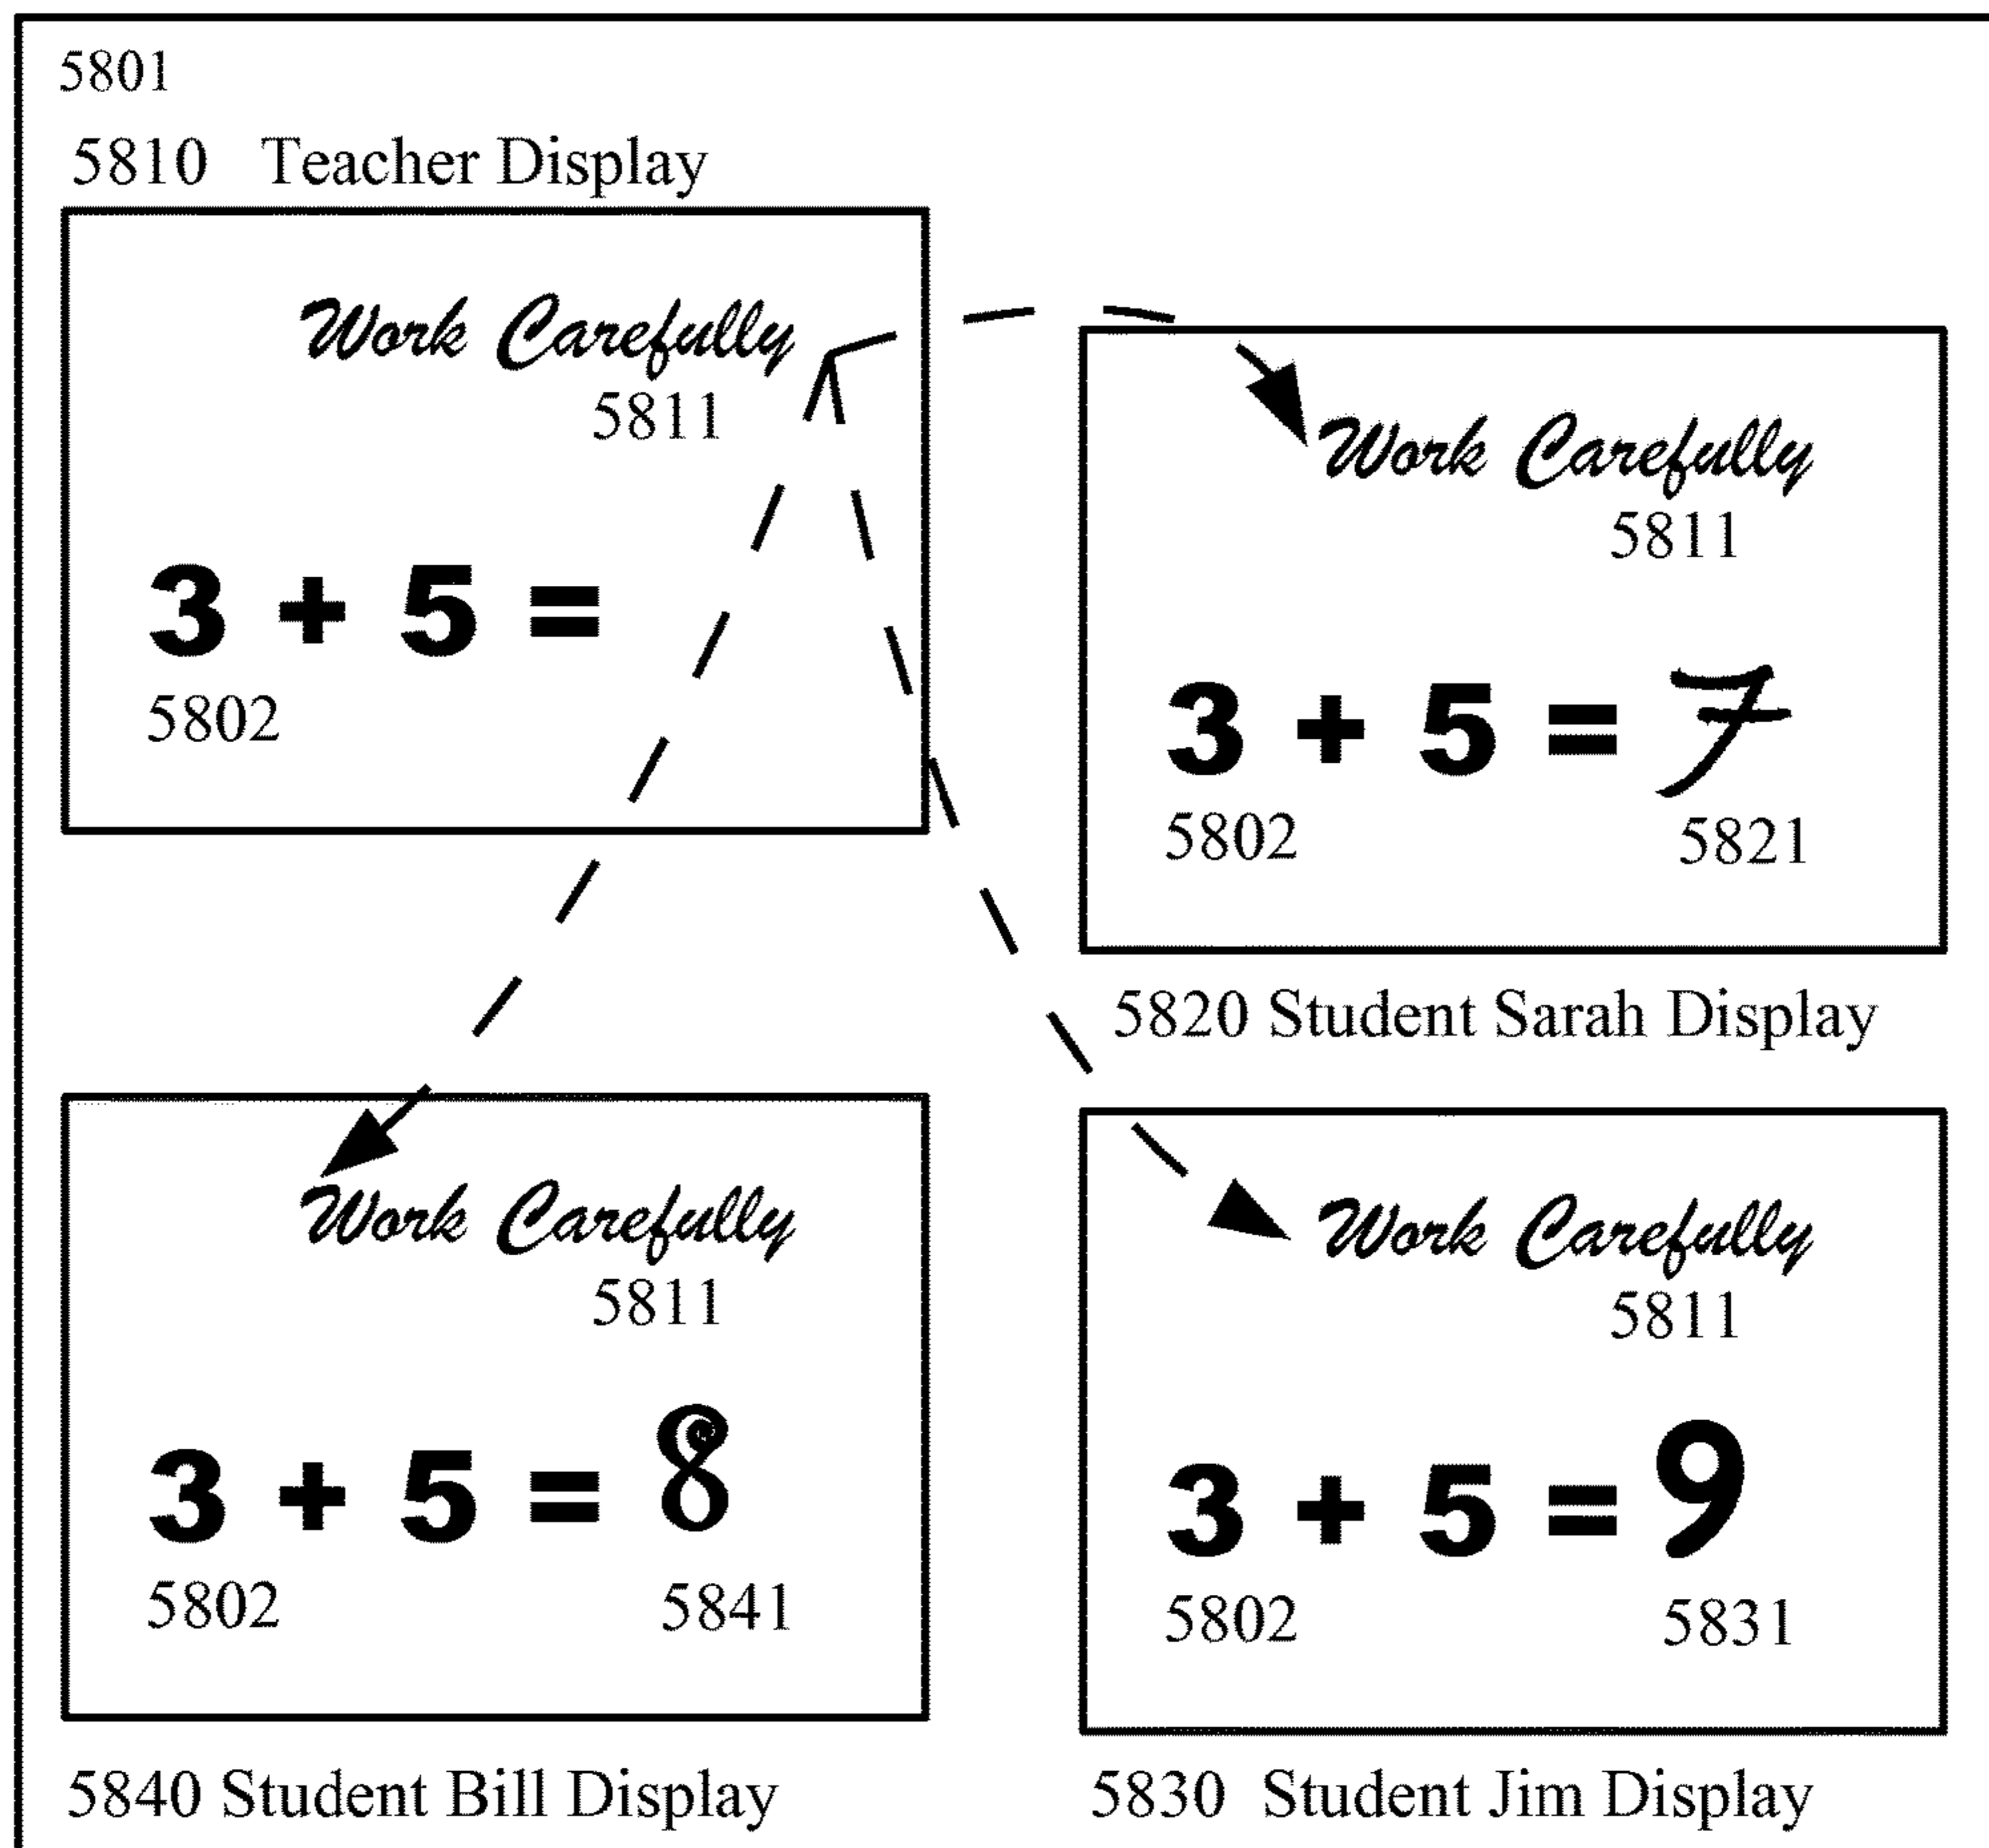 5801
5810 Teacher Display
Work Carefully
5811
3 + 5 =
5802
Work Carefully
5811
3 + 5 = 7
5802 5821
5820 Student Sarah Display
Work Carefully
5811
3 + 5 = 8
5802 5841
5840 Student Bill Display
Work Carefully
5811
3 + 5 = 9
5802 5831
5830 Student Jim Display